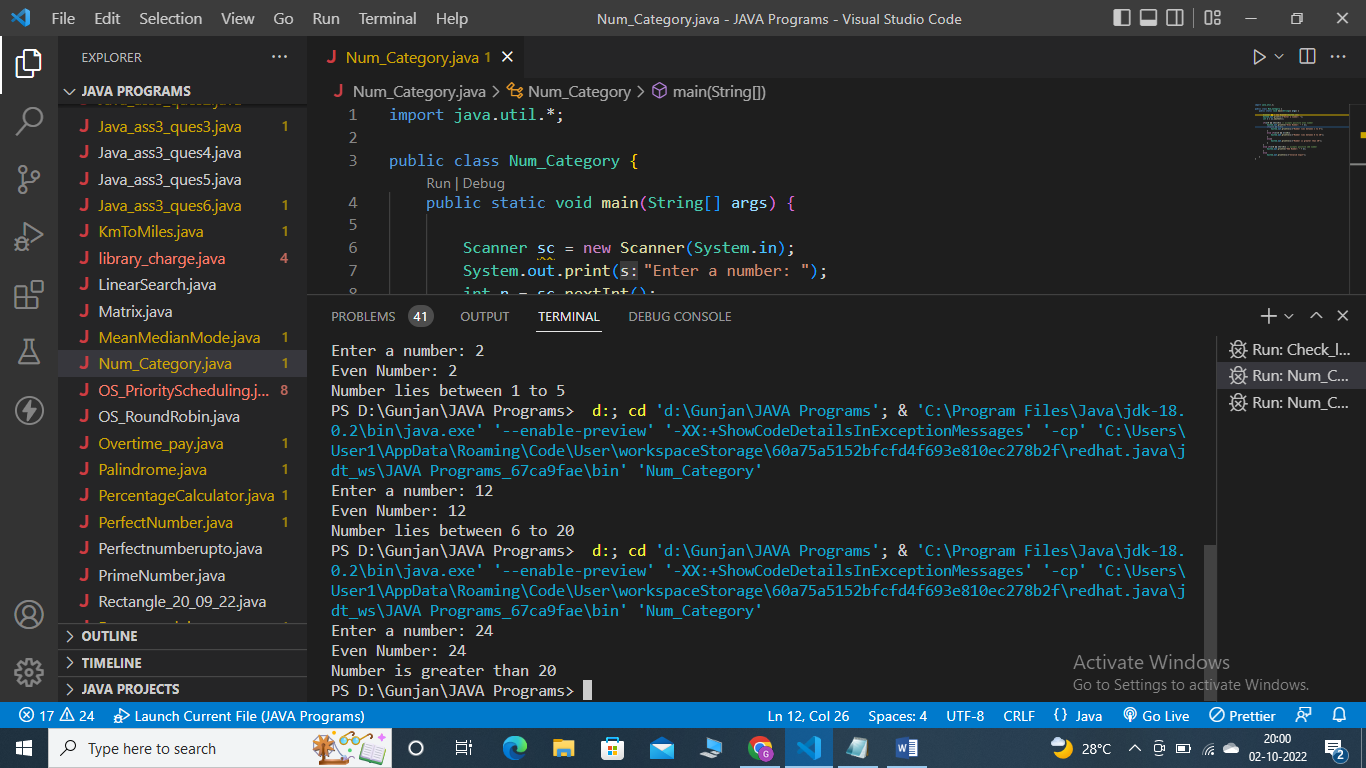 File Edit Selection View Go Run Terminal Help
Num_Category.java - JAVA Programs - Visual Studio Code
EXPLORER
JAVA PROGRAMS
Java_ass3_ques3.java 1
Java_ass3_ques4.java
Java_ass3_ques5.java
Java_ass3_ques6.java 1
KmToMiles.java 1
library_charge.java 4
LinearSearch.java
Matrix.java
MeanMedianMode.java 1
Num_Category.java 1
OS_PriorityScheduling.j... 8
OS_RoundRobin.java
Overtime_pay.java 1
Palindrome.java 1
PercentageCalculator.java 1
PerfectNumber.java 1
Perfectnumberupto.java
PrimeNumber.java
Rectangle_20_09_22.java
OUTLINE
TIMELINE
JAVA PROJECTS
Num_Category.java 1
Num_Category.java > Num_Category > main(String[])
1 import java.util.*;
2
3 public class Num_Category {
Run | Debug
4 public static void main(String[] args) {
5
6 Scanner sc = new Scanner(System.in);
7 System.out.print(s: "Enter a number: ");
8 int n = sc.nextInt();
PROBLEMS 41 OUTPUT TERMINAL DEBUG CONSOLE
Enter a number: 2
Even Number: 2
Number lies between 1 to 5
PS D:\Gunjan\JAVA Programs> d:; cd 'd:\Gunjan\JAVA Programs'; & 'C:\Program Files\Java\jdk-18.
0.2\bin\java.exe' '--enable-preview' '-XX:+ShowCodeDetailsInExceptionMessages' '-cp' 'C:\Users\
User1\AppData\Roaming\Code\User\workspaceStorage\60a75a5152bfcfd4f693e810ec278b2f\redhat.java\j
dt_ws\JAVA Programs_67ca9fae\bin' 'Num_Category'
Enter a number: 12
Even Number: 12
Number lies between 6 to 20
PS D:\Gunjan\JAVA Programs> d:; cd 'd:\Gunjan\JAVA Programs'; & 'C:\Program Files\Java\jdk-18.
0.2\bin\java.exe' '--enable-preview' '-XX:+ShowCodeDetailsInExceptionMessages' '-cp' 'C:\Users\
User1\AppData\Roaming\Code\User\workspaceStorage\60a75a5152bfcfd4f693e810ec278b2f\redhat.java\j
dt_ws\JAVA Programs_67ca9fae\bin' 'Num_Category'
Enter a number: 24
Even Number: 24
Number is greater than 20
PS D:\Gunjan\JAVA Programs>
Run: Check_l...
Run: Num_C...
Run: Num_C...
Activate Windows
Go to Settings to activate Windows.
17 24 Launch Current File (JAVA Programs)
Ln 12, Col 26 Spaces: 4 UTF-8 CRLF {} Java Go Live Prettier
Type here to search
28°C
20:00
02-10-2022
2